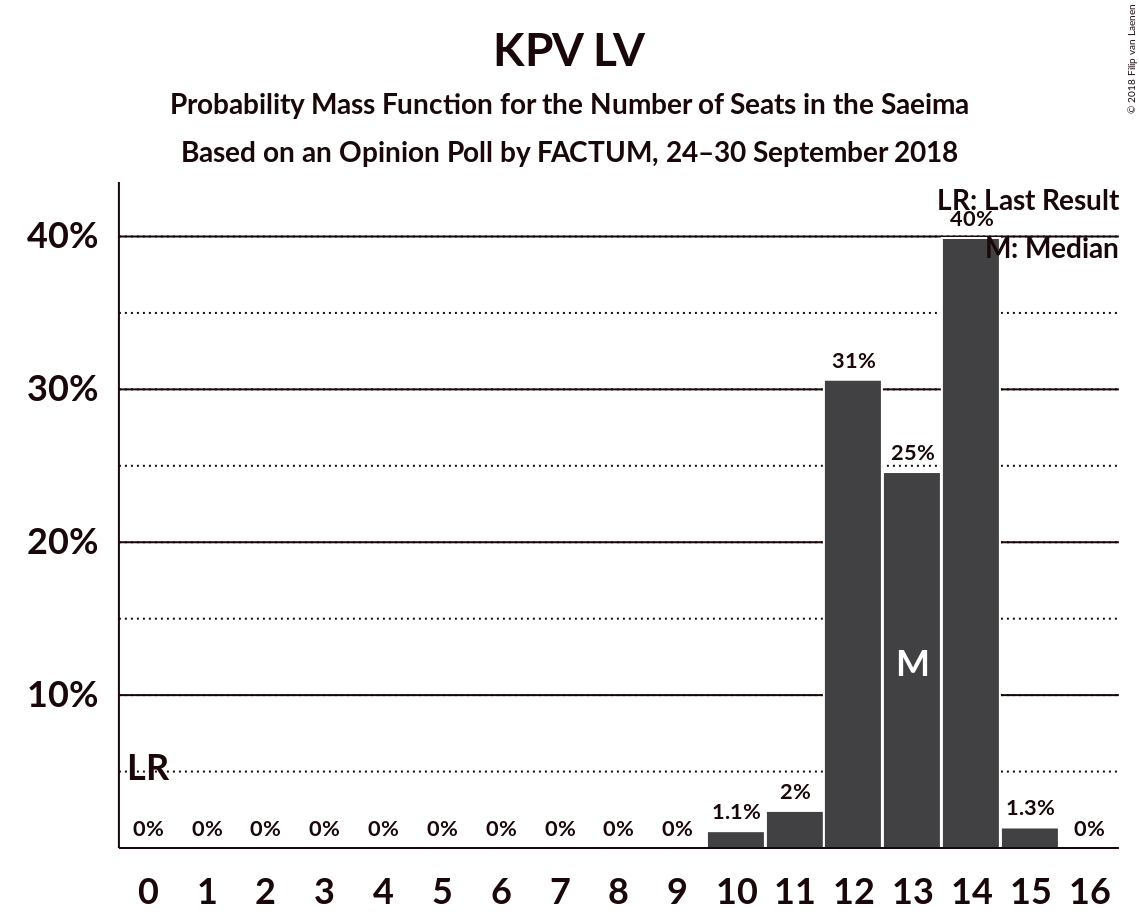 KPV LV
Probability Mass Function for the Number of Seats in the Saeima
Based on an Opinion Poll by FACTUM, 24–30 September 2018
© 2018 Filip van Laenen
LR: Last Result
M: Median
40%
30%
20%
10%
LR
M
0% 0% 0% 0% 0% 0% 0% 0% 0% 0% 1.1% 2% 31% 25% 40% 1.3% 0%
0 1 2 3 4 5 6 7 8 9 10 11 12 13 14 15 16